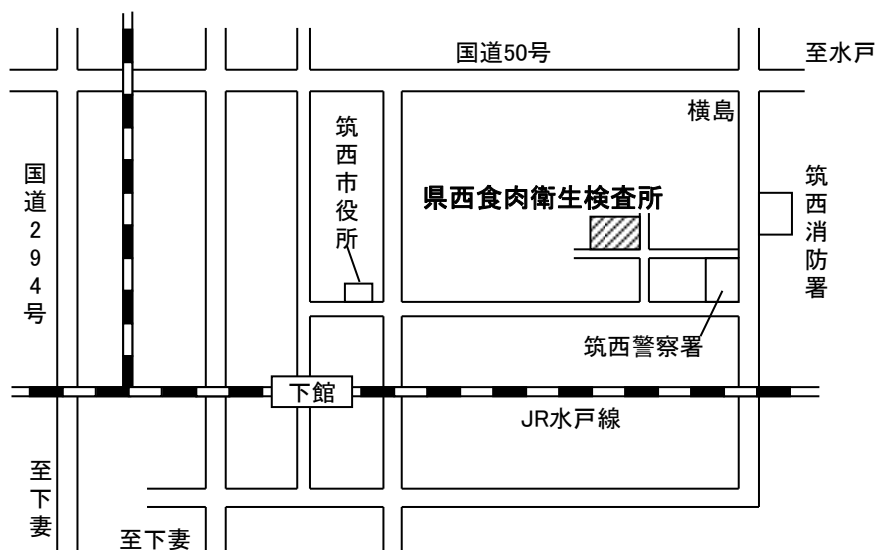 国道50号
至水戸
横島
筑西市役所
国道294号
県西食肉衛生検査所
筑西消防署
筑西警察署
下館
JR水戸線
至下妻
至下妻